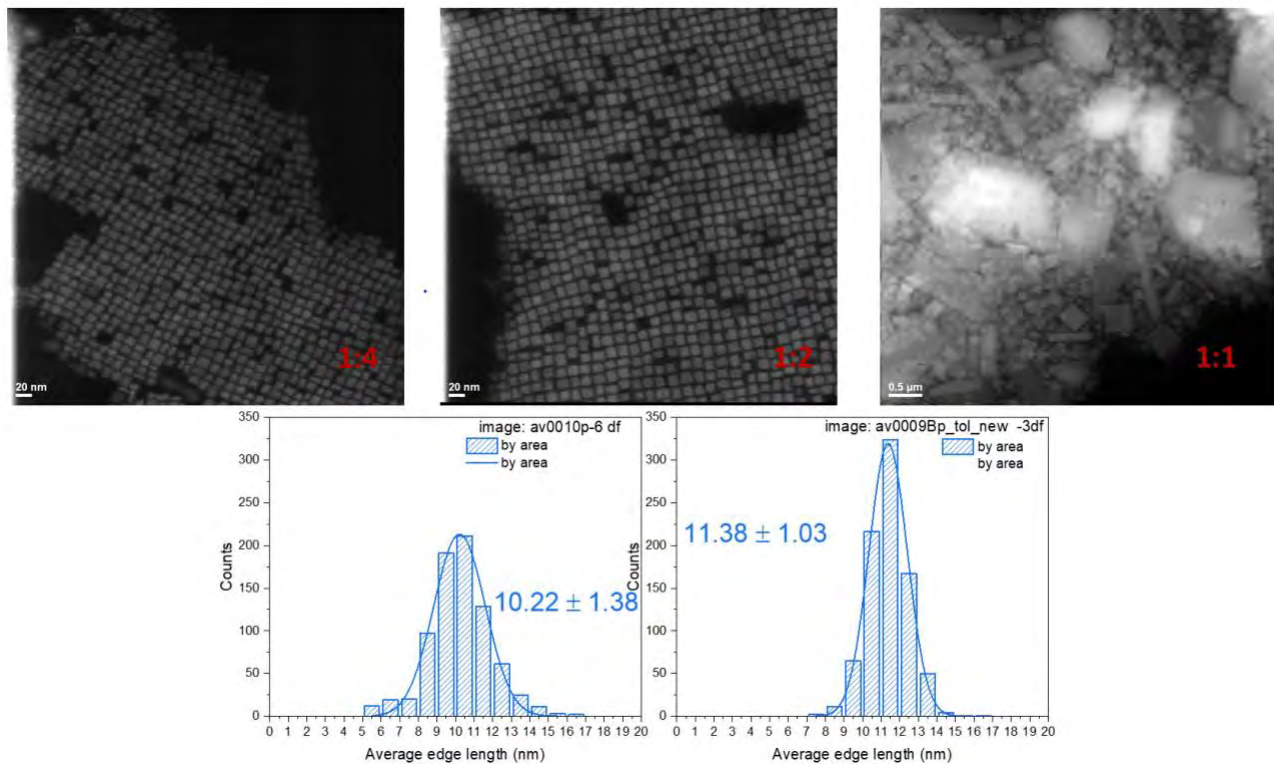 1:4
20 nm
1:2
20 nm
1:1
0.5 μm
image: av0010p-6 df
by area
by area
10.22 ± 1.38
Counts
350
300
250
200
150
100
50
0
0 1 2 3 4 5 6 7 8 9 10 11 12 13 14 15 16 17 18 19 20
Average edge length (nm)
image: av0009Bp_tol_new -3df
by area
by area
11.38 ± 1.03
Counts
350
300
250
200
150
100
50
0
0 1 2 3 4 5 6 7 8 9 10 11 12 13 14 15 16 17 18 19 20
Average edge length (nm)